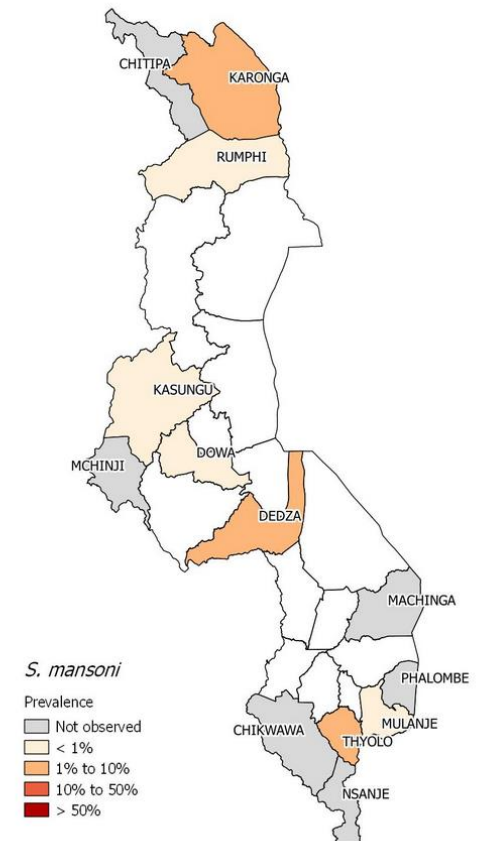 CHITIPA
KARONGA
RUMPHI
KASUNGU
DOWA
MCHINJI
DEDZA
MACHINGA
PHALOMBE
MULANJE
CHIKWAWA
THYOLO
NSANJE
S. mansoni
Prevalence
Not observed
< 1%
1% to 10%
10% to 50%
> 50%